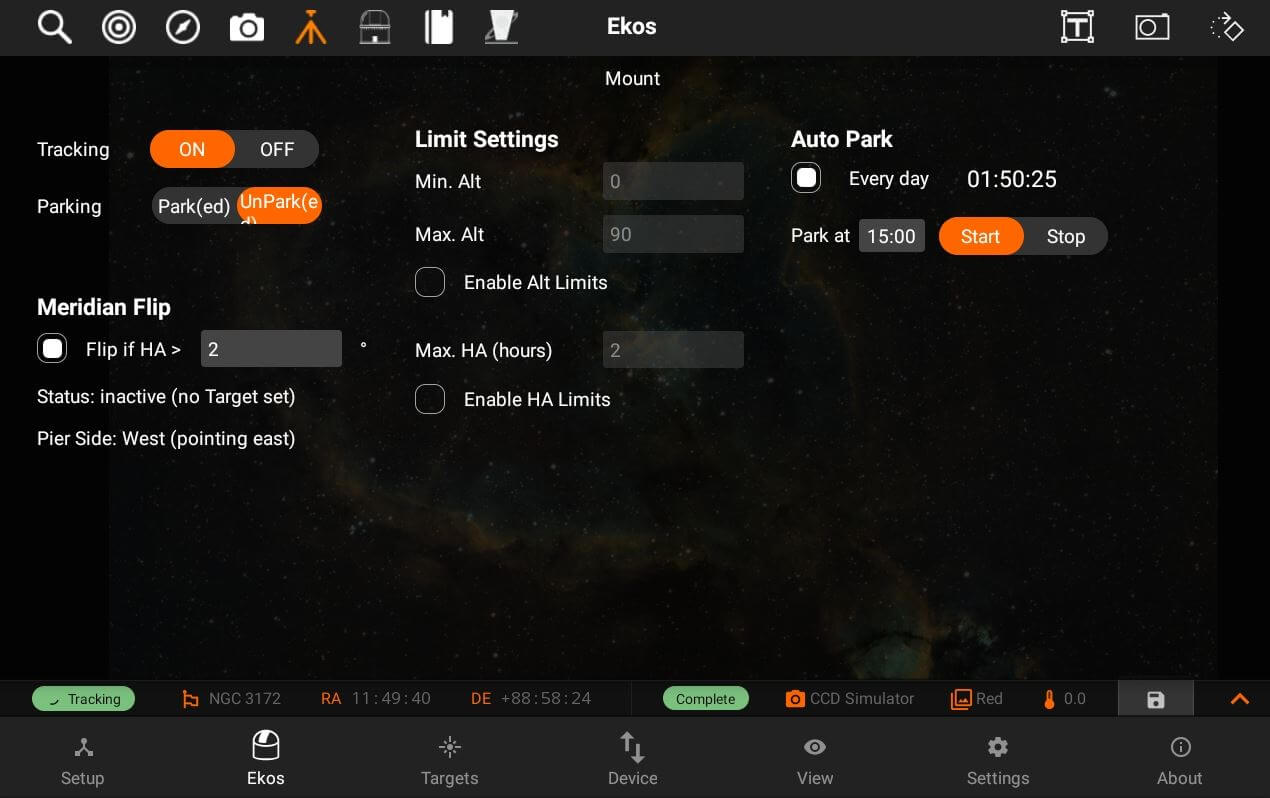 Ekos
Mount
Tracking ON OFF
Parking Park(ed) UnPark(e
d)
Meridian Flip
Flip if HA > 2 °
Status: inactive (no Target set)
Pier Side: West (pointing east)
Limit Settings
Min. Alt 0
Max. Alt 90
Enable Alt Limits
Max. HA (hours) 2
Enable HA Limits
Auto Park
Every day 01:50:25
Park at 15:00 Start Stop
Tracking NGC 3172 RA 11:49:40 DE +88:58:24 Complete CCD Simulator Red 0.0
Setup Ekos Targets Device View Settings About